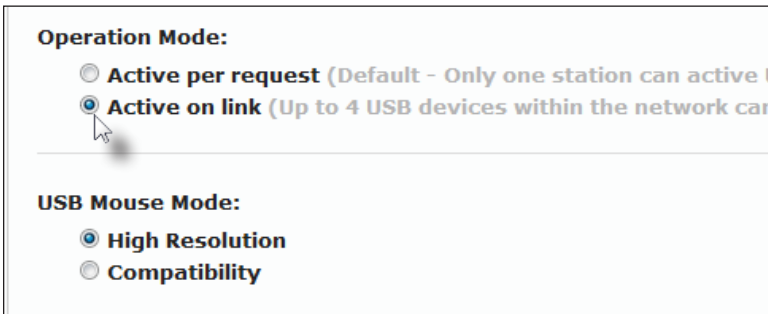 Operation Mode:
Active per request (Default - Only one station can active
Active on link (Up to 4 USB devices within the network
USB Mouse Mode:
High Resolution
Compatibility